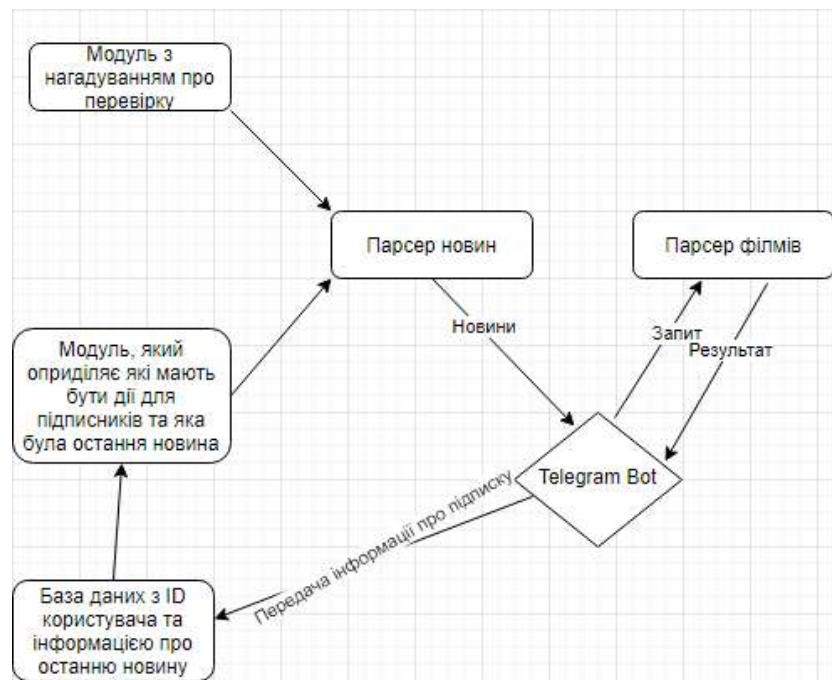 Модуль з
нагадуванням про
перевірку
Парсер новин
Парсер філмів
Новини
Запит
Результат
Модуль, який
оприділяє які мають
бути дії для
підписників та яка
була остання новина
Telegram Bot
Передача інформації про підписку
База даних з ID
користувача та
інформацією про
останню новину